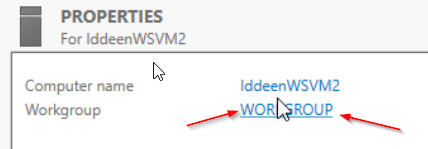 PROPERTIES
For IddeenWSVM2
Computer name IddeenWSVM2
Workgroup WORKGROUP